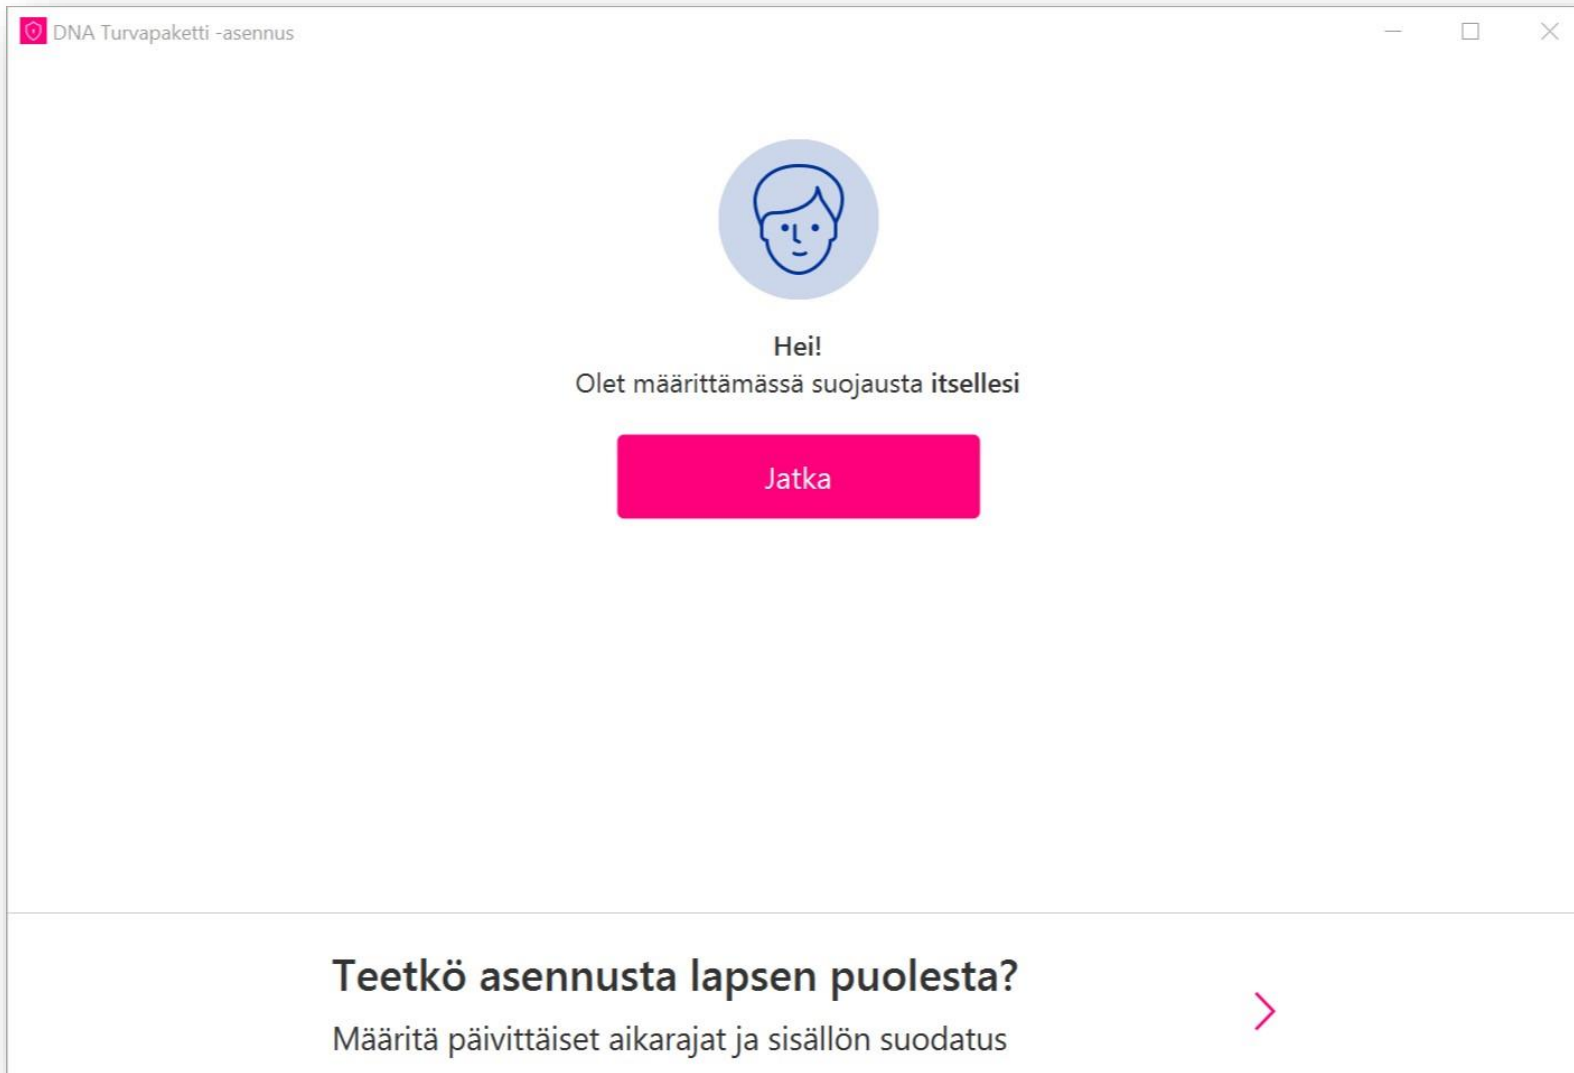 DNA Turvapaketti -asennus
Hei!
Olet määrittämässä suojausta itsellesi
Jatka
Teetkö asennusta lapsen puolesta?
Määritä päivittäiset aikarajat ja sisällön suodatus